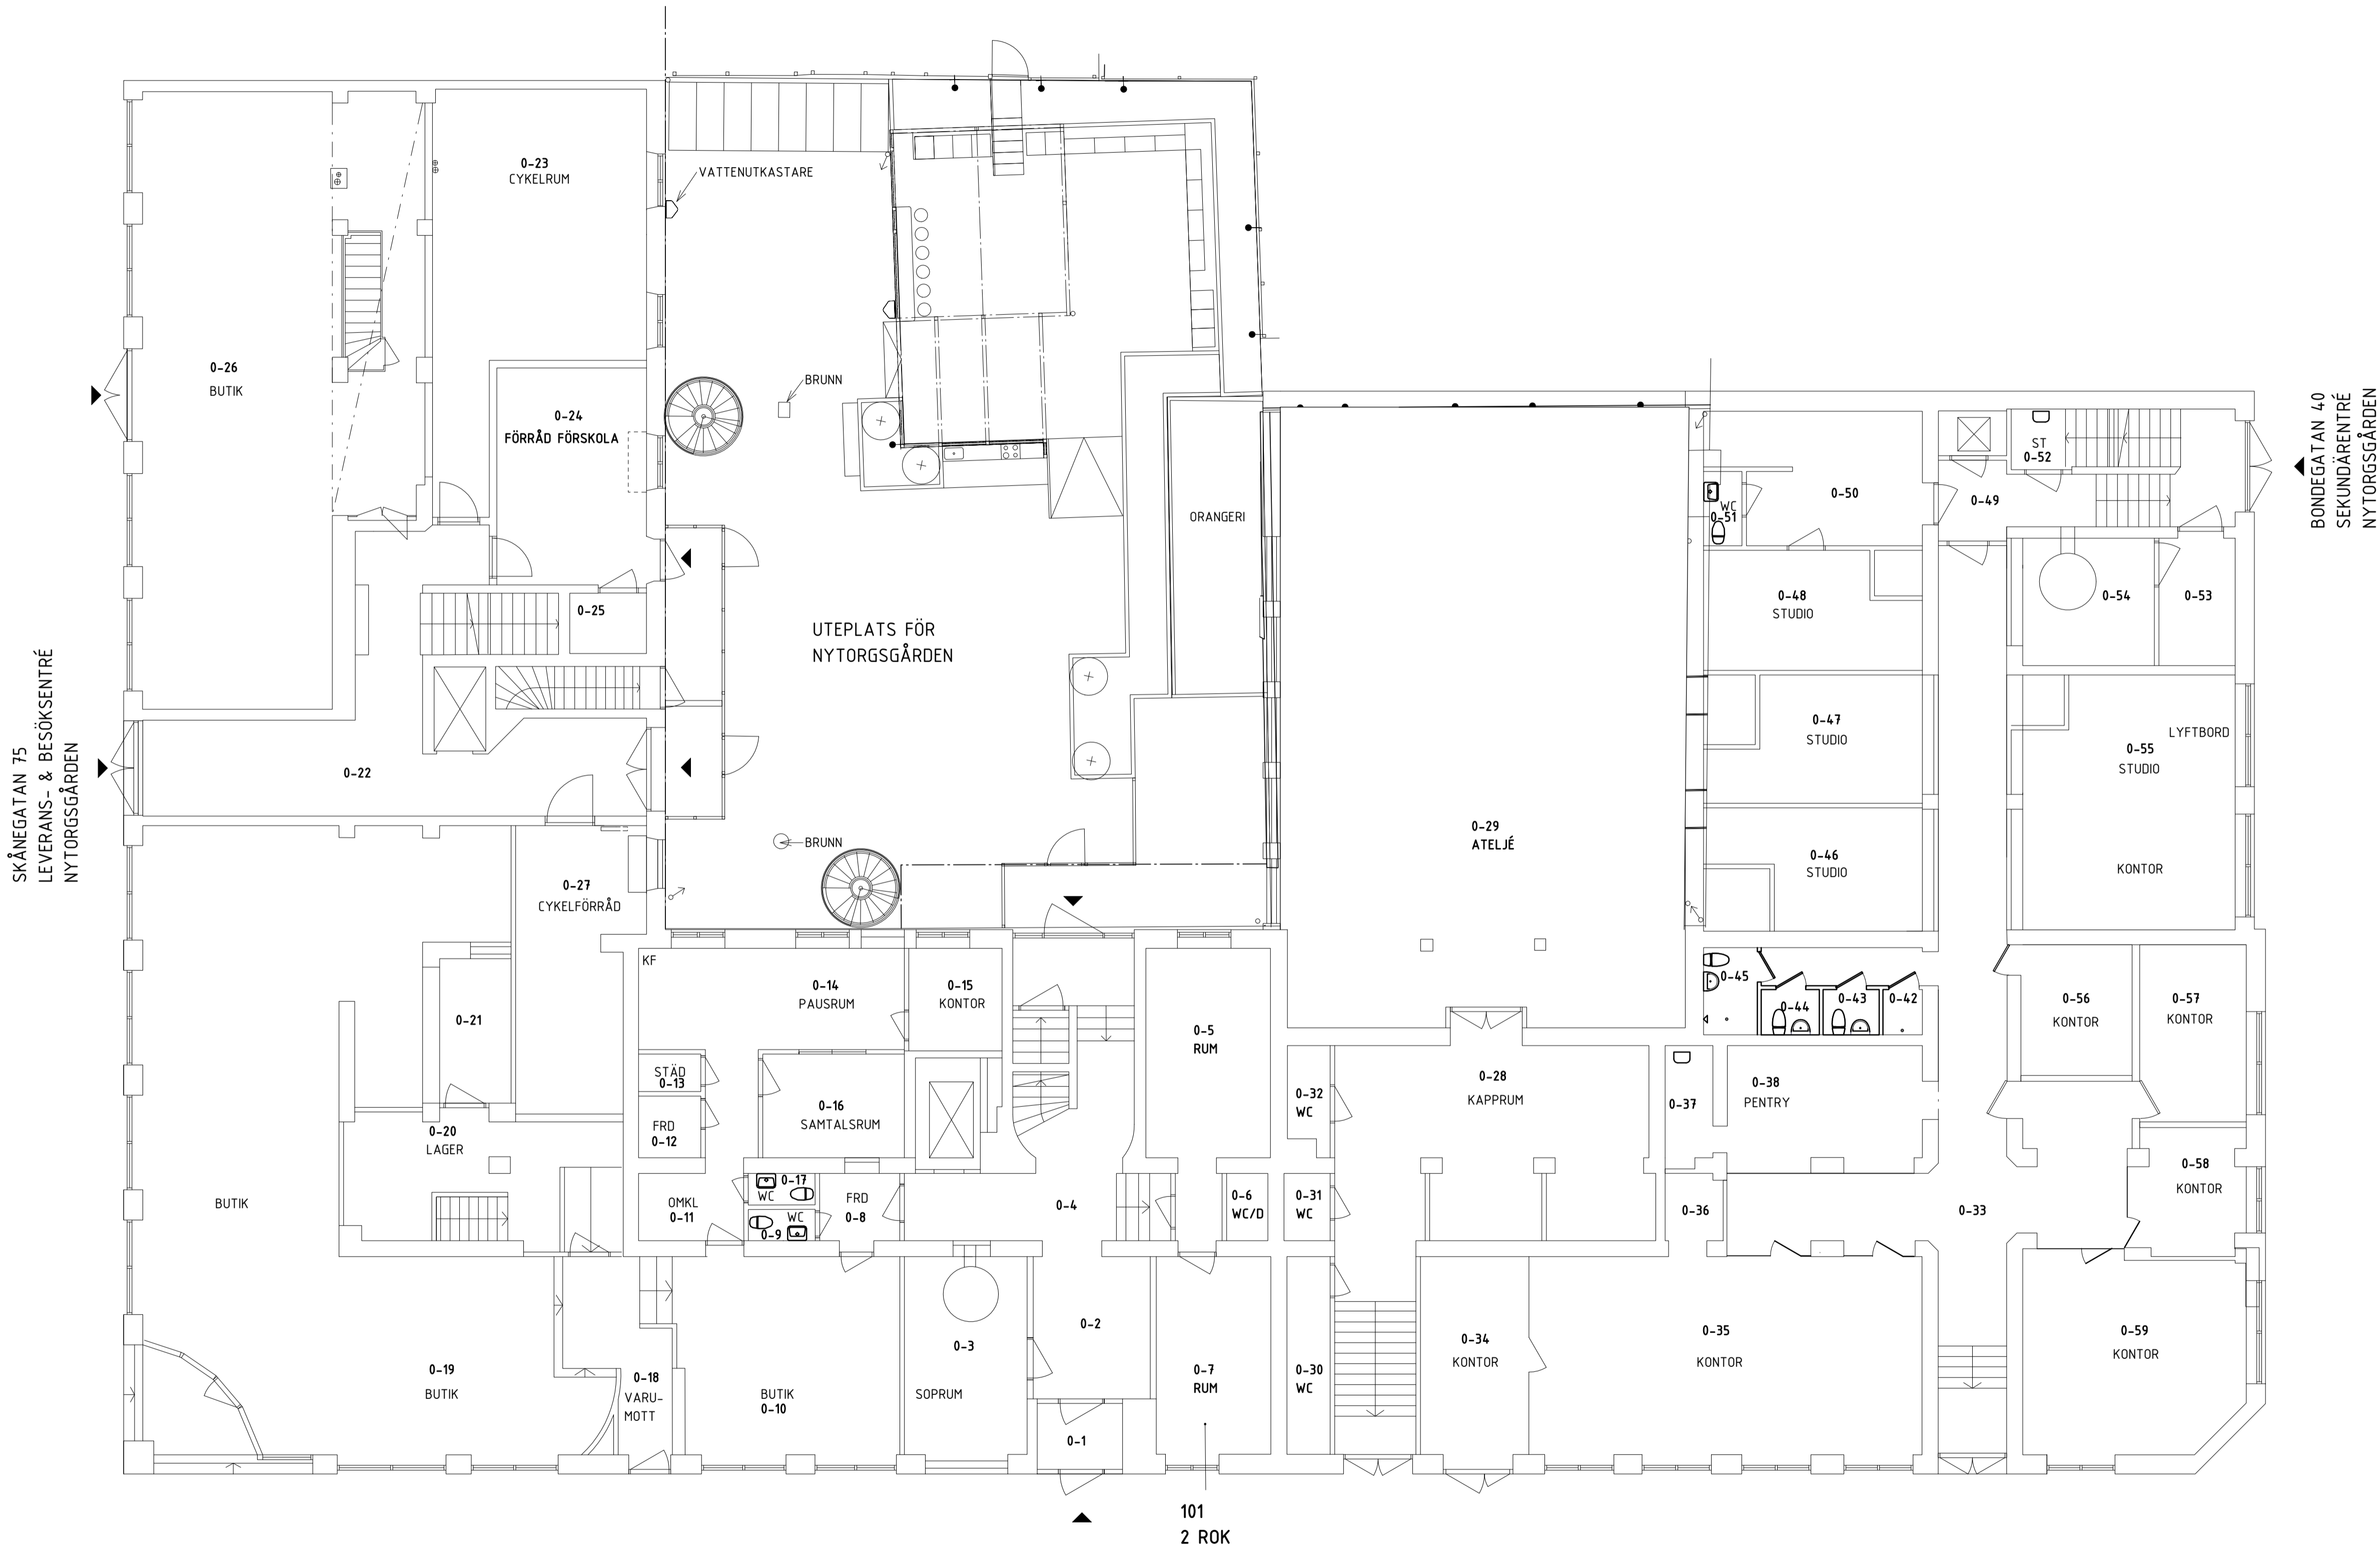 SKÅNEGATAN 75
LEVERANS- & BESÖKSENTRÉ
NYTORGSGÅRDEN
BONDEGATAN 40
SEKUNDÄRENTRÉ
NYTORGSGÅRDEN
0-23
CYKELRUM
VATTENUTKASTARE
0-26
BUTIK
BRUNN
0-24
FÖRRÅD FÖRSKOLA
ORANGERI
ST
0-52
WC
0-51
0-50
0-49
0-25
UTEPLATS FÖR
NYTORGSGÅRDEN
0-48
STUDIO
0-54
0-53
0-47
STUDIO
LYFTBORD
0-55
STUDIO
KONTOR
0-22
BRUNN
0-29
ATELJÉ
0-46
STUDIO
0-27
CYKELFÖRRÅD
KF
0-14
PAUSRUM
0-15
KONTOR
0-45
0-44
0-43
0-42
0-56
KONTOR
0-57
KONTOR
0-21
0-5
RUM
STÄD
0-13
0-16
SAMTALSRUM
0-32
WC
0-28
KAPPRUM
0-37
0-38
PENTRY
0-20
LAGER
FRD
0-12
0-58
KONTOR
BUTIK
OMKL
0-11
0-17
WC
WC
0-9
FRD
0-8
0-4
0-6
WC/D
0-31
WC
0-36
0-33
0-19
BUTIK
0-18
VARU-
MOTT
BUTIK
0-10
0-3
SOPRUM
0-2
0-1
0-7
RUM
0-30
WC
0-34
KONTOR
0-35
KONTOR
0-59
KONTOR
101
2 ROK